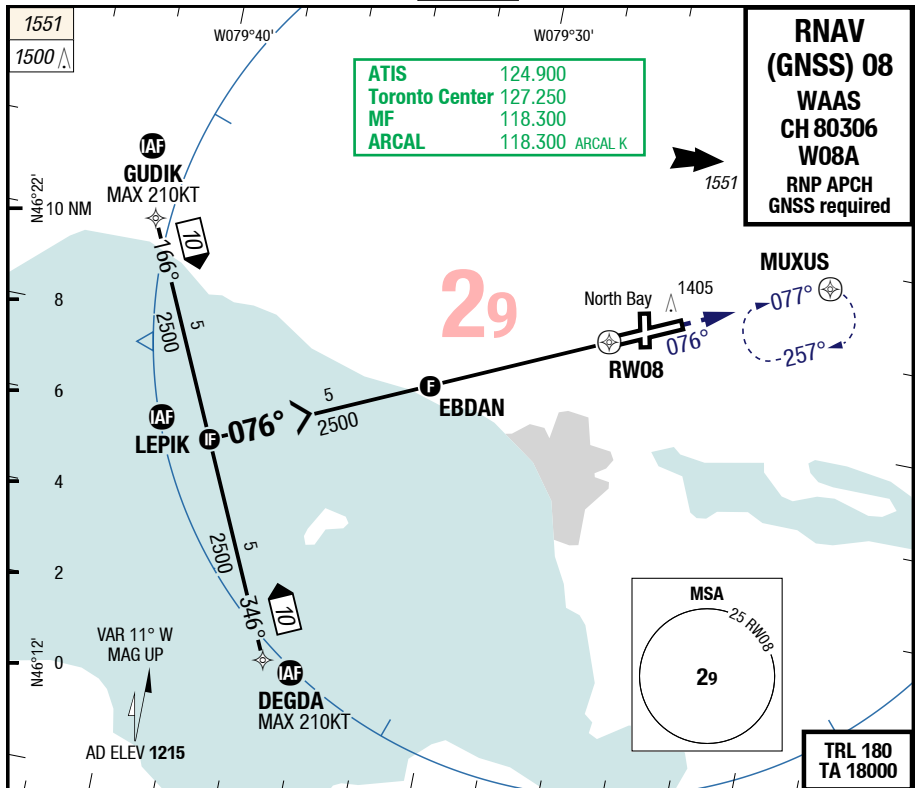 1551
1500
W079°40'
W079°30'
RNAV
(GNSS) 08
WAAS
CH 80306
W08A
RNP APCH
GNSS required
ATIS 124.900
Toronto Center 127.250
MF 118.300
ARCAL 118.300 ARCAL K
1551
IAF
GUDIK
MAX 210KT
N46°22'
10 NM
10
166°
5
2500
8
29
MUXUS
North Bay
1405
077°
257°
076°
RW08
6
F
EBDAN
5
2500
IAF
LEPIK
IF
076°
4
5
2500
2
10
346°
VAR 11° W
MAG UP
N46°12'
0
IAF
DEGDA
MAX 210KT
AD ELEV 1215
MSA
25 RW08
29
TRL 180
TA 18000